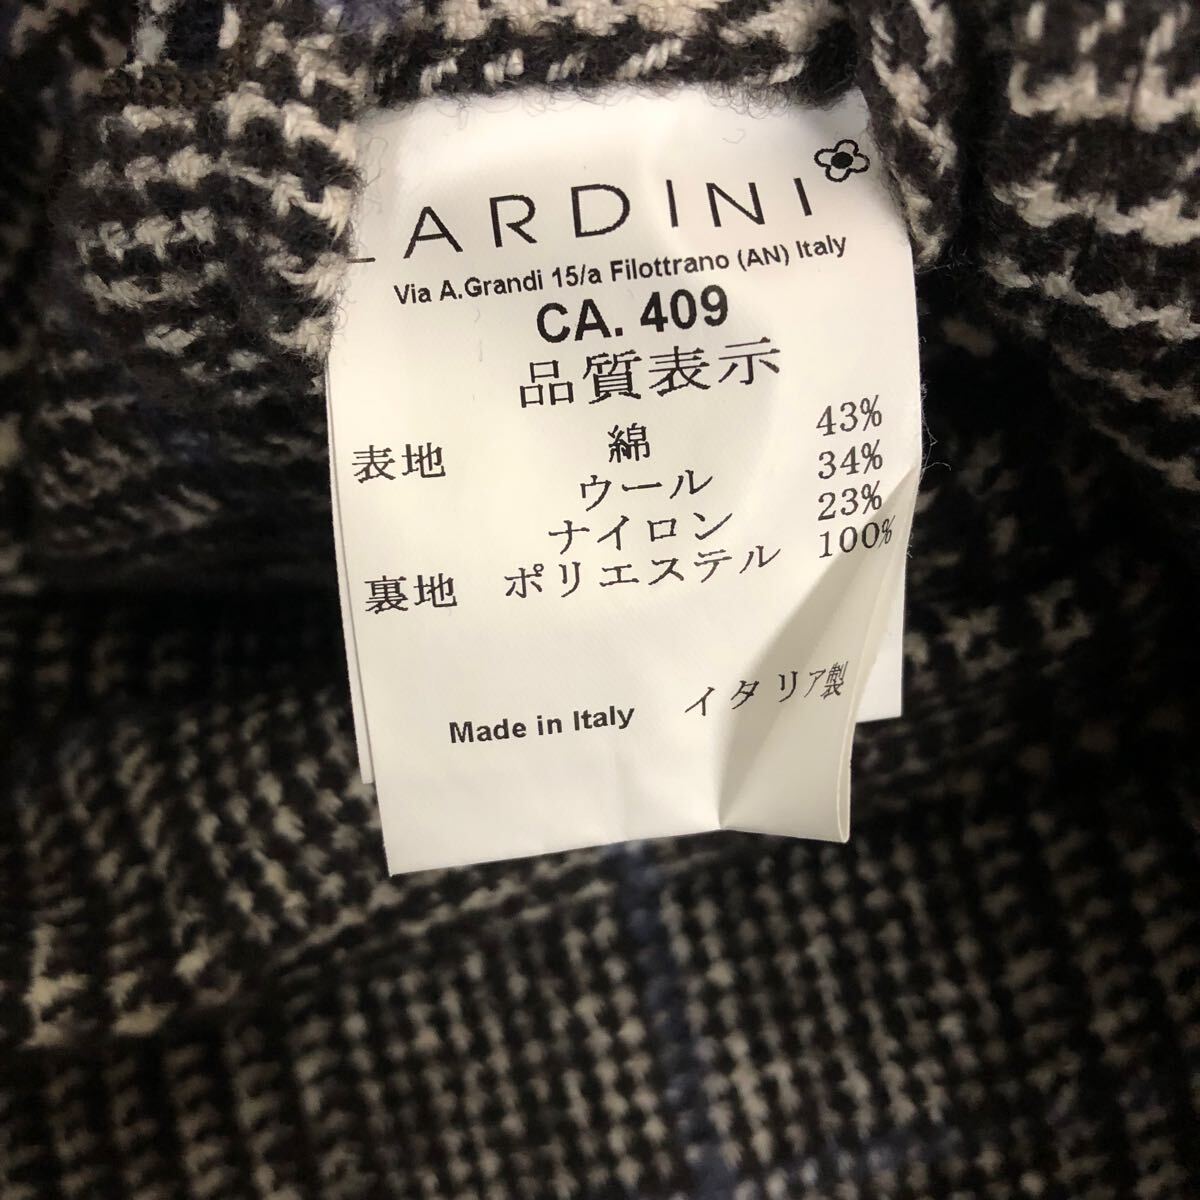 LARDINI
Via A.Grandi 15/a Filottrano (AN) Italy
CA. 409
品質表示
表地 綿 43%
ウール 34%
ナイロン 23%
裏地 ポリエステル 100%
Made in Italy イタリア製